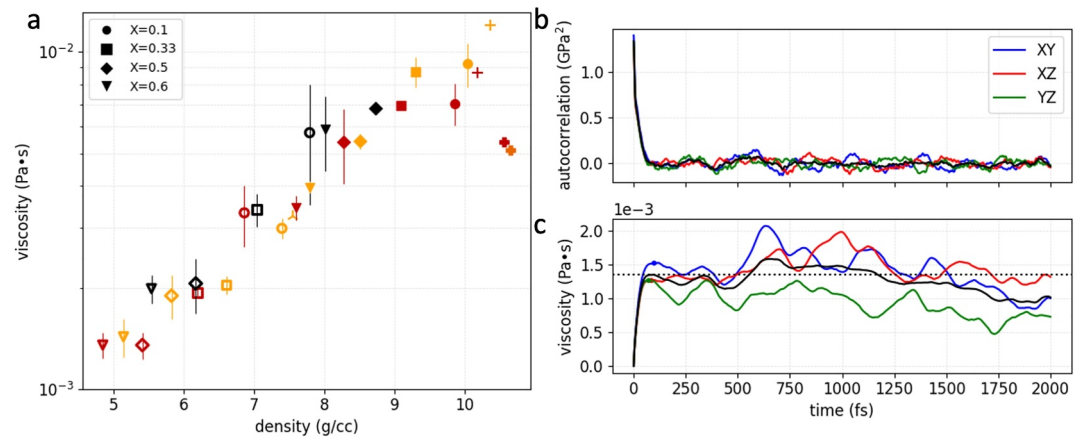 a
X=0.1
X=0.33
X=0.5
X=0.6
10⁻²
10⁻³
viscosity (Pa•s)
5 6 7 8 9 10
density (g/cc)
b
autocorrelation (GPa²)
1.0
0.5
0.0
XY
XZ
YZ
c
1e−3
viscosity (Pa•s)
2.0
1.5
1.0
0.5
0.0
0 250 500 750 1000 1250 1500 1750 2000
time (fs)